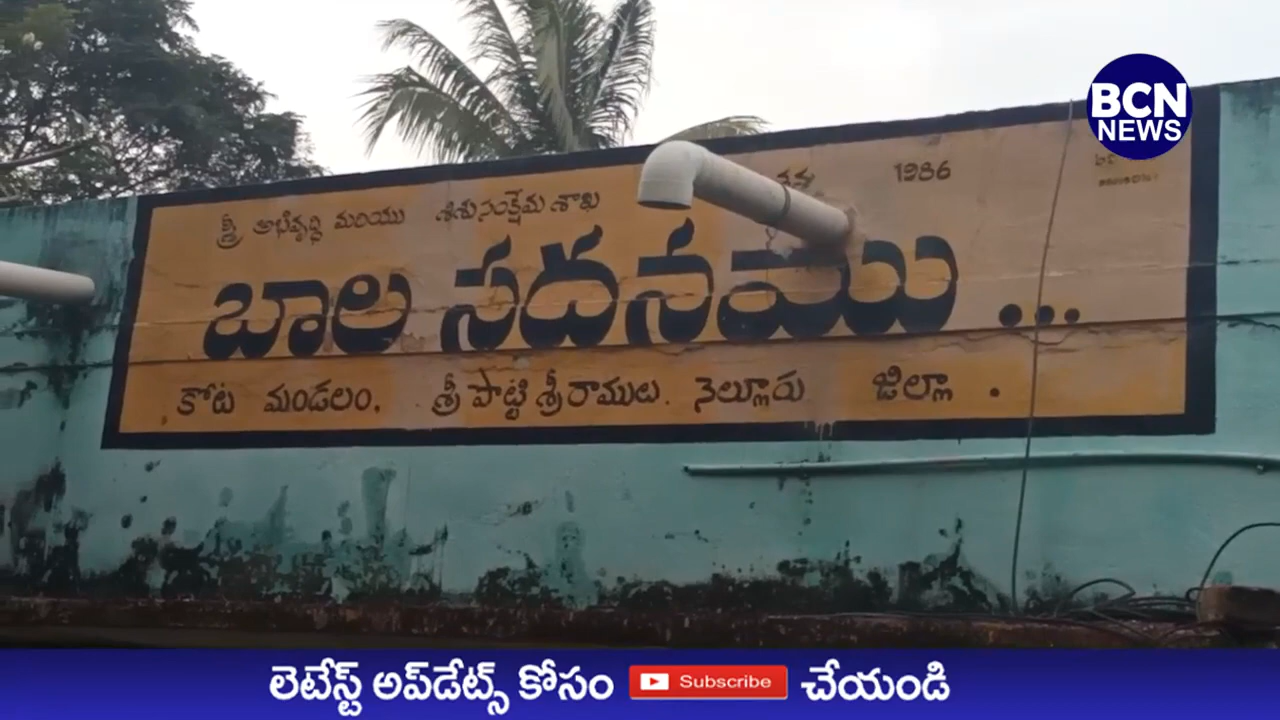 BCN
NEWS
స్త్రీ అభివృద్ధి మరియు శిశుసంక్షేమ శాఖ 1986
బాల సదనము ...
కోట మండలం. శ్రీ పొట్టి శ్రీరాములు. నెల్లూరు జిల్లా.
లెటేస్ట్ అప్‌డేట్స్ కోసం Subscribe చేయండి